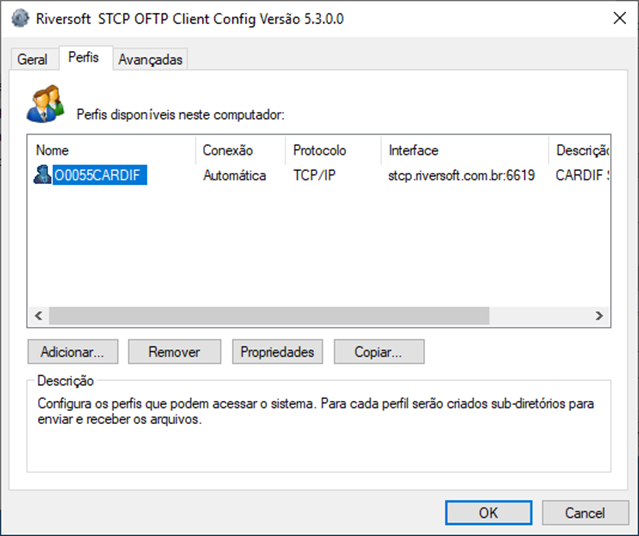 Riversoft STCP OFTP Client Config Versão 5.3.0.0
Geral Perfis Avançadas
Perfis disponíveis neste computador:
Nome Conexão Protocolo Interface Descrição
O0055CARDIF Automática TCP/IP stcp.riversoft.com.br:6619 CARDIF
Adicionar... Remover Propriedades Copiar...
Descrição
Configura os perfis que podem acessar o sistema. Para cada perfil serão criados sub-diretórios para
enviar e receber os arquivos.
OK Cancel